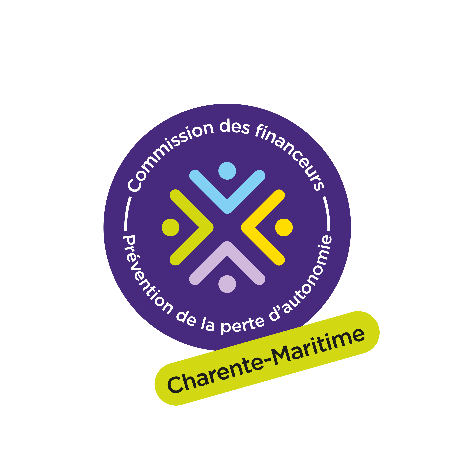 Commission des financeurs
Prévention de la perte d'autonomie
Charente-Maritime